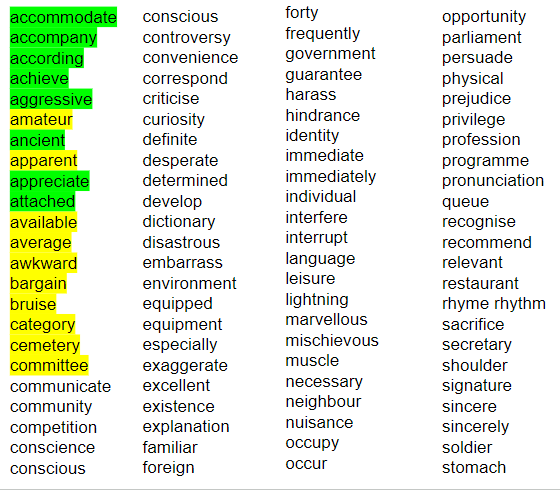 accommodate
accompany
according
achieve
aggressive
amateur
ancient
apparent
appreciate
attached
available
average
awkward
bargain
bruise
category
cemetery
committee
communicate
community
competition
conscience
conscious
conscious
controversy
convenience
correspond
criticise
curiosity
definite
desperate
determined
develop
dictionary
disastrous
embarrass
environment
equipped
equipment
especially
exaggerate
excellent
existence
explanation
familiar
foreign
forty
frequently
government
guarantee
harass
hindrance
identity
immediate
immediately
individual
interfere
interrupt
language
leisure
lightning
marvellous
mischievous
muscle
necessary
neighbour
nuisance
occupy
occur
opportunity
parliament
persuade
physical
prejudice
privilege
profession
programme
pronunciation
queue
recognise
recommend
relevant
restaurant
rhyme rhythm
sacrifice
secretary
shoulder
signature
sincere
sincerely
soldier
stomach